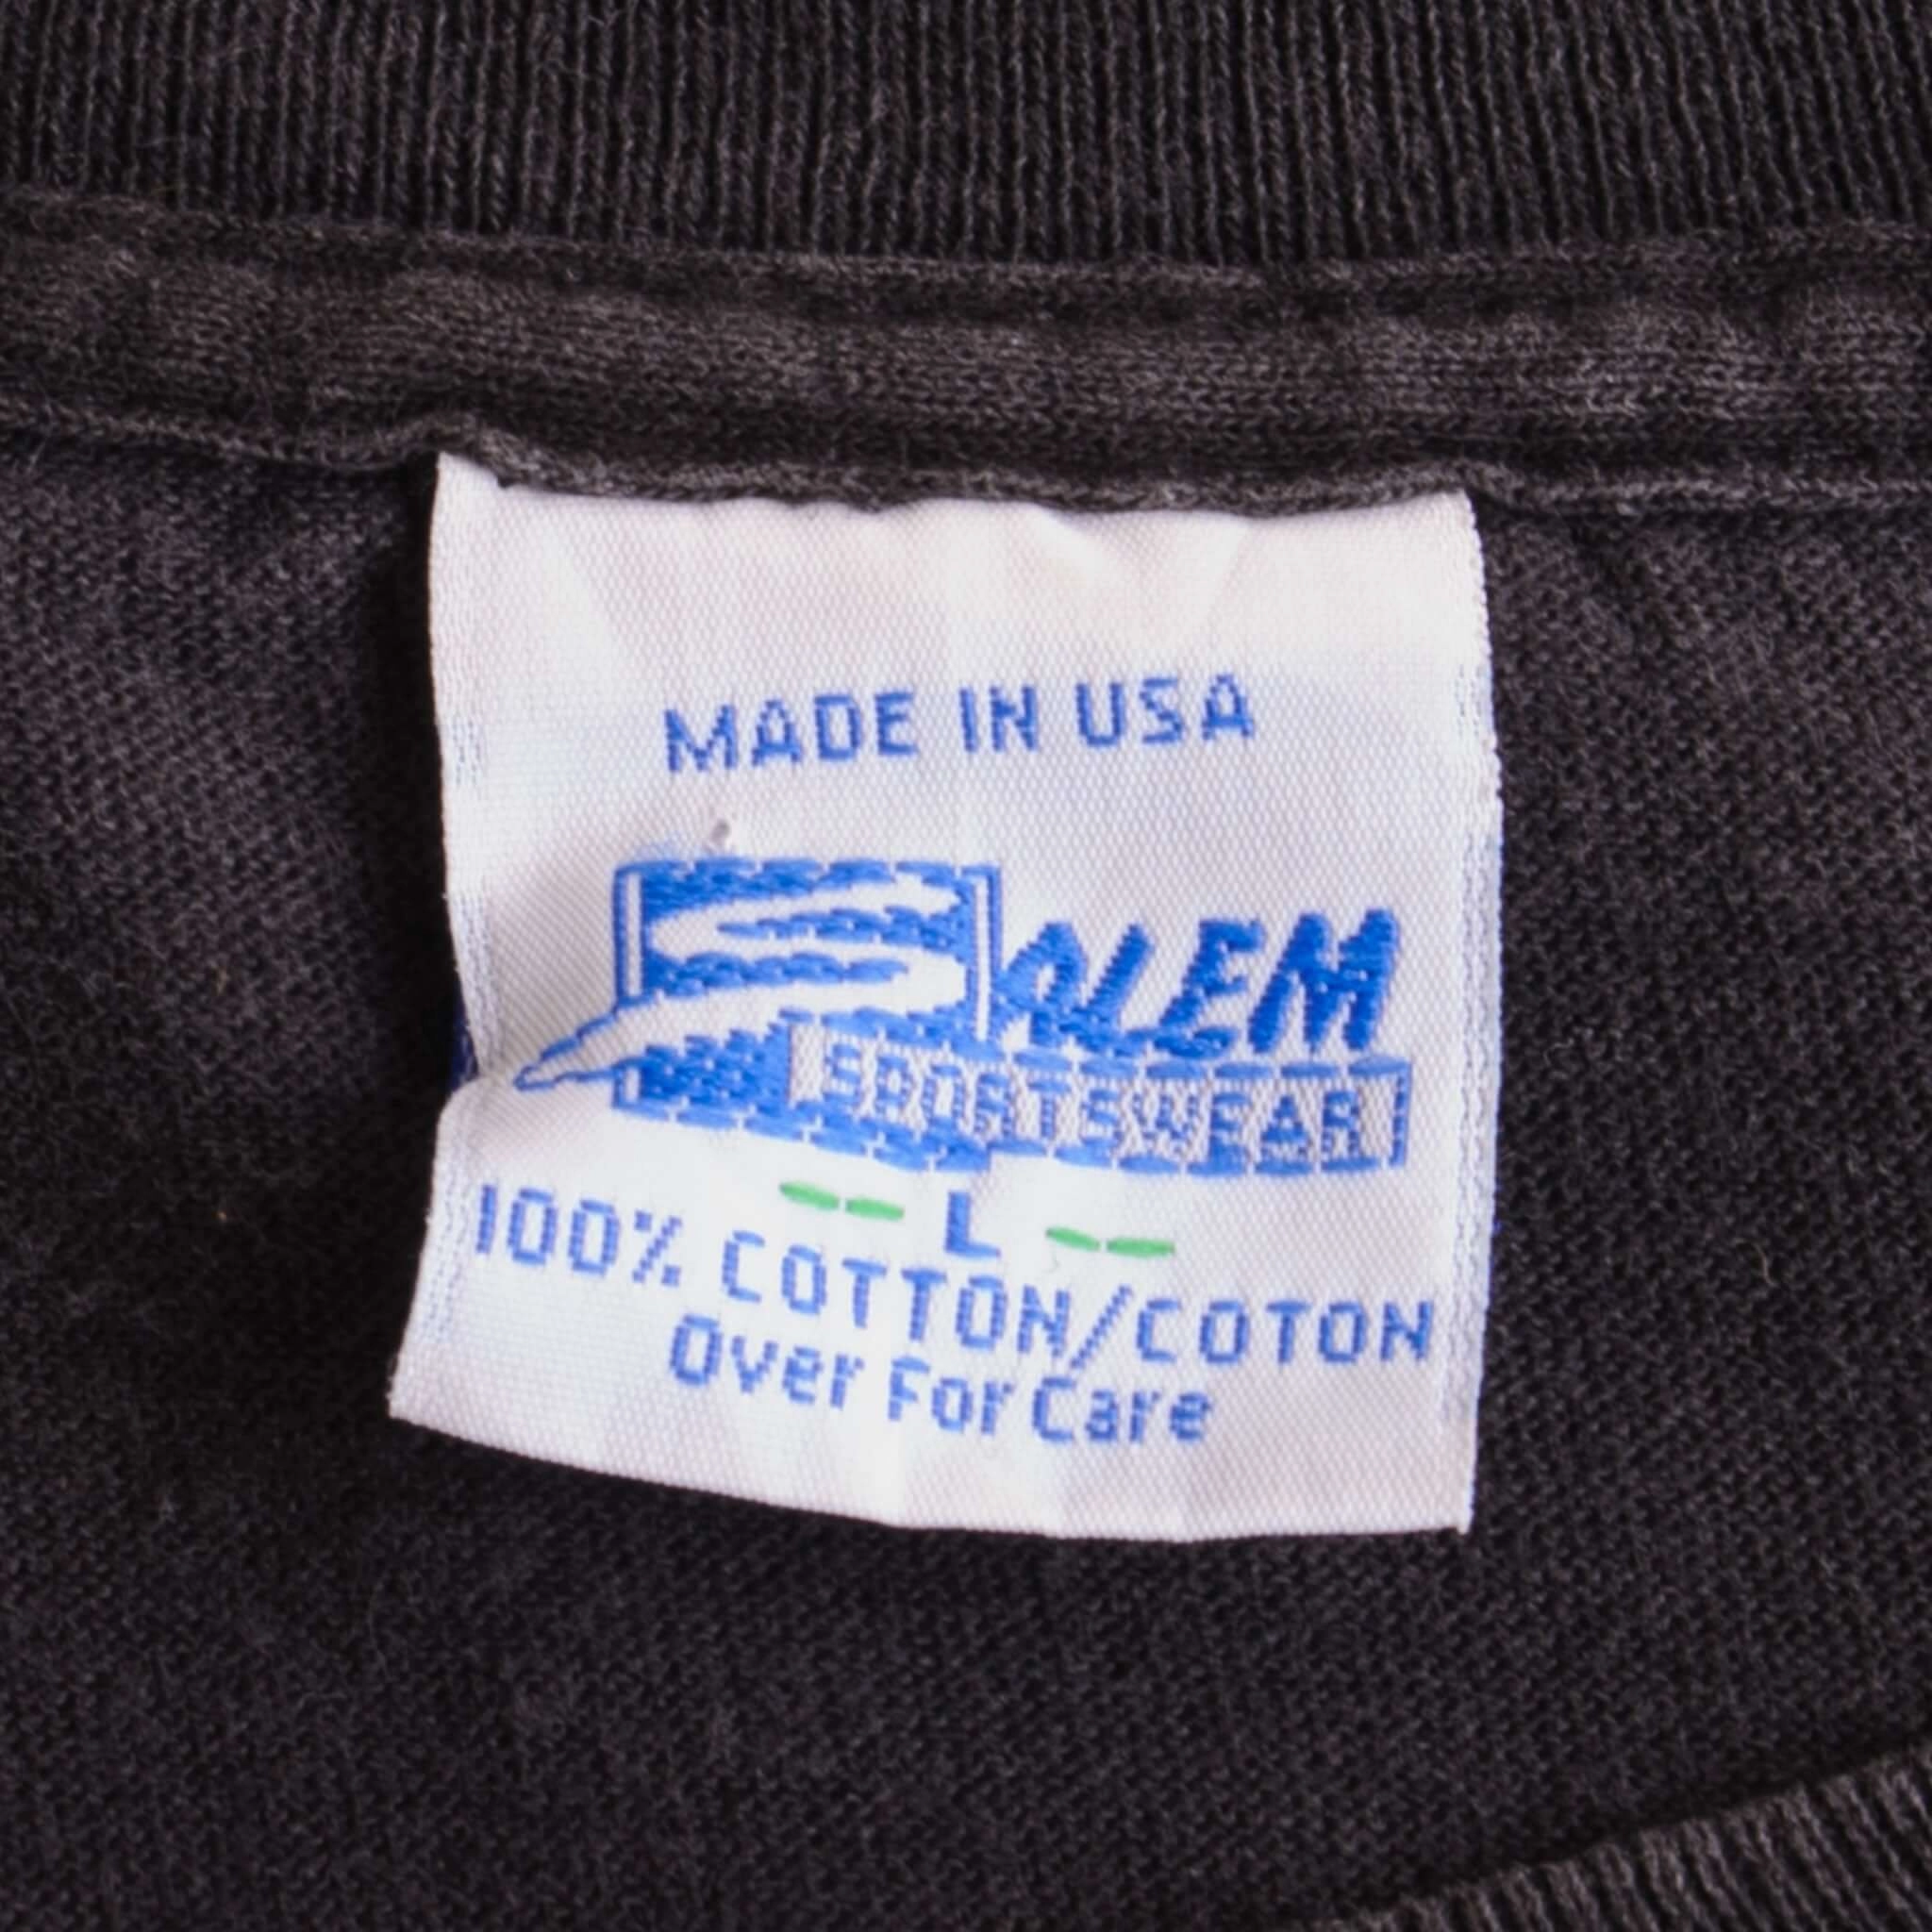 MADE IN USA
SALEM
SPORTSWEAR
L
100% COTTON/COTON
Over For Care